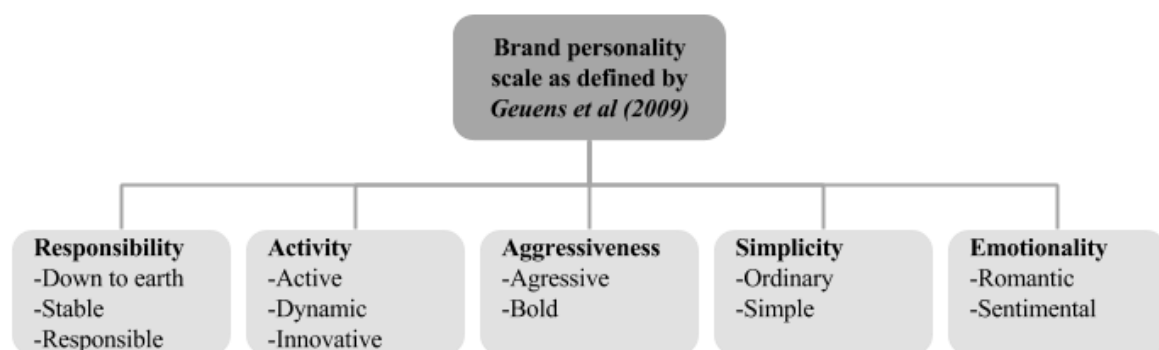 Brand personality
scale as defined by
Geuens et al (2009)
Responsibility
-Down to earth
-Stable
-Responsible
Activity
-Active
-Dynamic
-Innovative
Aggressiveness
-Agressive
-Bold
Simplicity
-Ordinary
-Simple
Emotionality
-Romantic
-Sentimental